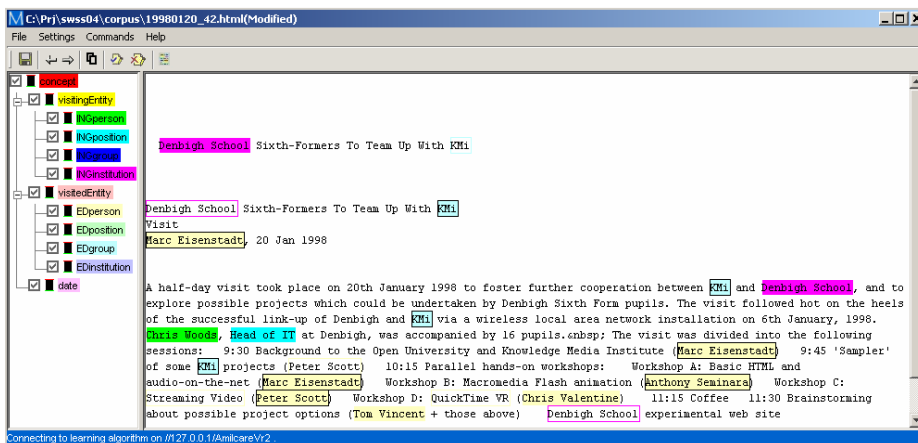 C:\Prj\swss04\corpus\19980120_42.html(Modified)
File Settings Commands Help
concept
visitingEntity
INGperson
INGposition
INGgroup
INGinstitution
visitedEntity
EDperson
EDposition
EDgroup
EDinstitution
date
Denbigh School Sixth-Formers To Team Up With KMi
Denbigh School Sixth-Formers To Team Up With KMi
Visit
Marc Eisenstadt, 20 Jan 1998
A half-day visit took place on 20th January 1998 to foster further cooperation between KMi and Denbigh School, and to
explore possible projects which could be undertaken by Denbigh Sixth Form pupils. The visit followed hot on the heels
of the successful link-up of Denbigh and KMi via a wireless local area network installation on 6th January, 1998.
Chris Woods, Head of IT at Denbigh, was accompanied by 16 pupils.&nbsp; The visit was divided into the following
sessions: 9:30 Background to the Open University and Knowledge Media Institute (Marc Eisenstadt) 9:45 'Sampler'
of some KMi projects (Peter Scott) 10:15 Parallel hands-on workshops: Workshop A: Basic HTML and
audio-on-the-net (Marc Eisenstadt) Workshop B: Macromedia Flash animation (Anthony Seminara) Workshop C:
Streaming Video (Peter Scott) Workshop D: QuickTime VR (Chris Valentine) 11:15 Coffee 11:30 Brainstorming
about possible project options (Tom Vincent + those above) Denbigh School experimental web site
Connecting to learning algorithm on //127.0.0.1/AmilcareVr2 .